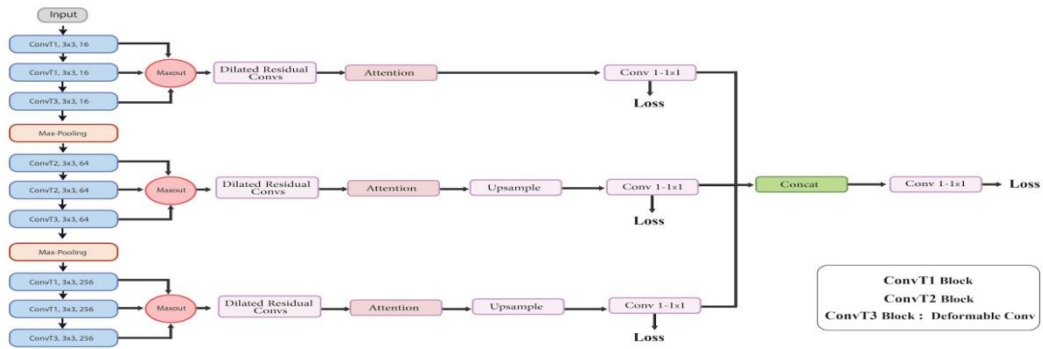 Input
ConvT1, 3x3, 16
ConvT1, 3x3, 16
ConvT3, 3x3, 16
Maxout
Dilated Residual
Convs
Attention
Conv 1-1x1
Loss
Max-Pooling
ConvT2, 3x3, 64
ConvT2, 3x3, 64
ConvT3, 3x3, 64
Maxout
Dilated Residual
Convs
Attention
Upsample
Conv 1-1x1
Loss
Concat
Conv 1-1x1
Loss
Max-Pooling
ConvT1, 3x3, 256
ConvT1, 3x3, 256
ConvT3, 3x3, 256
Maxout
Dilated Residual
Convs
Attention
Upsample
Conv 1-1x1
Loss
ConvT1 Block
ConvT2 Block
ConvT3 Block : Deformable Conv